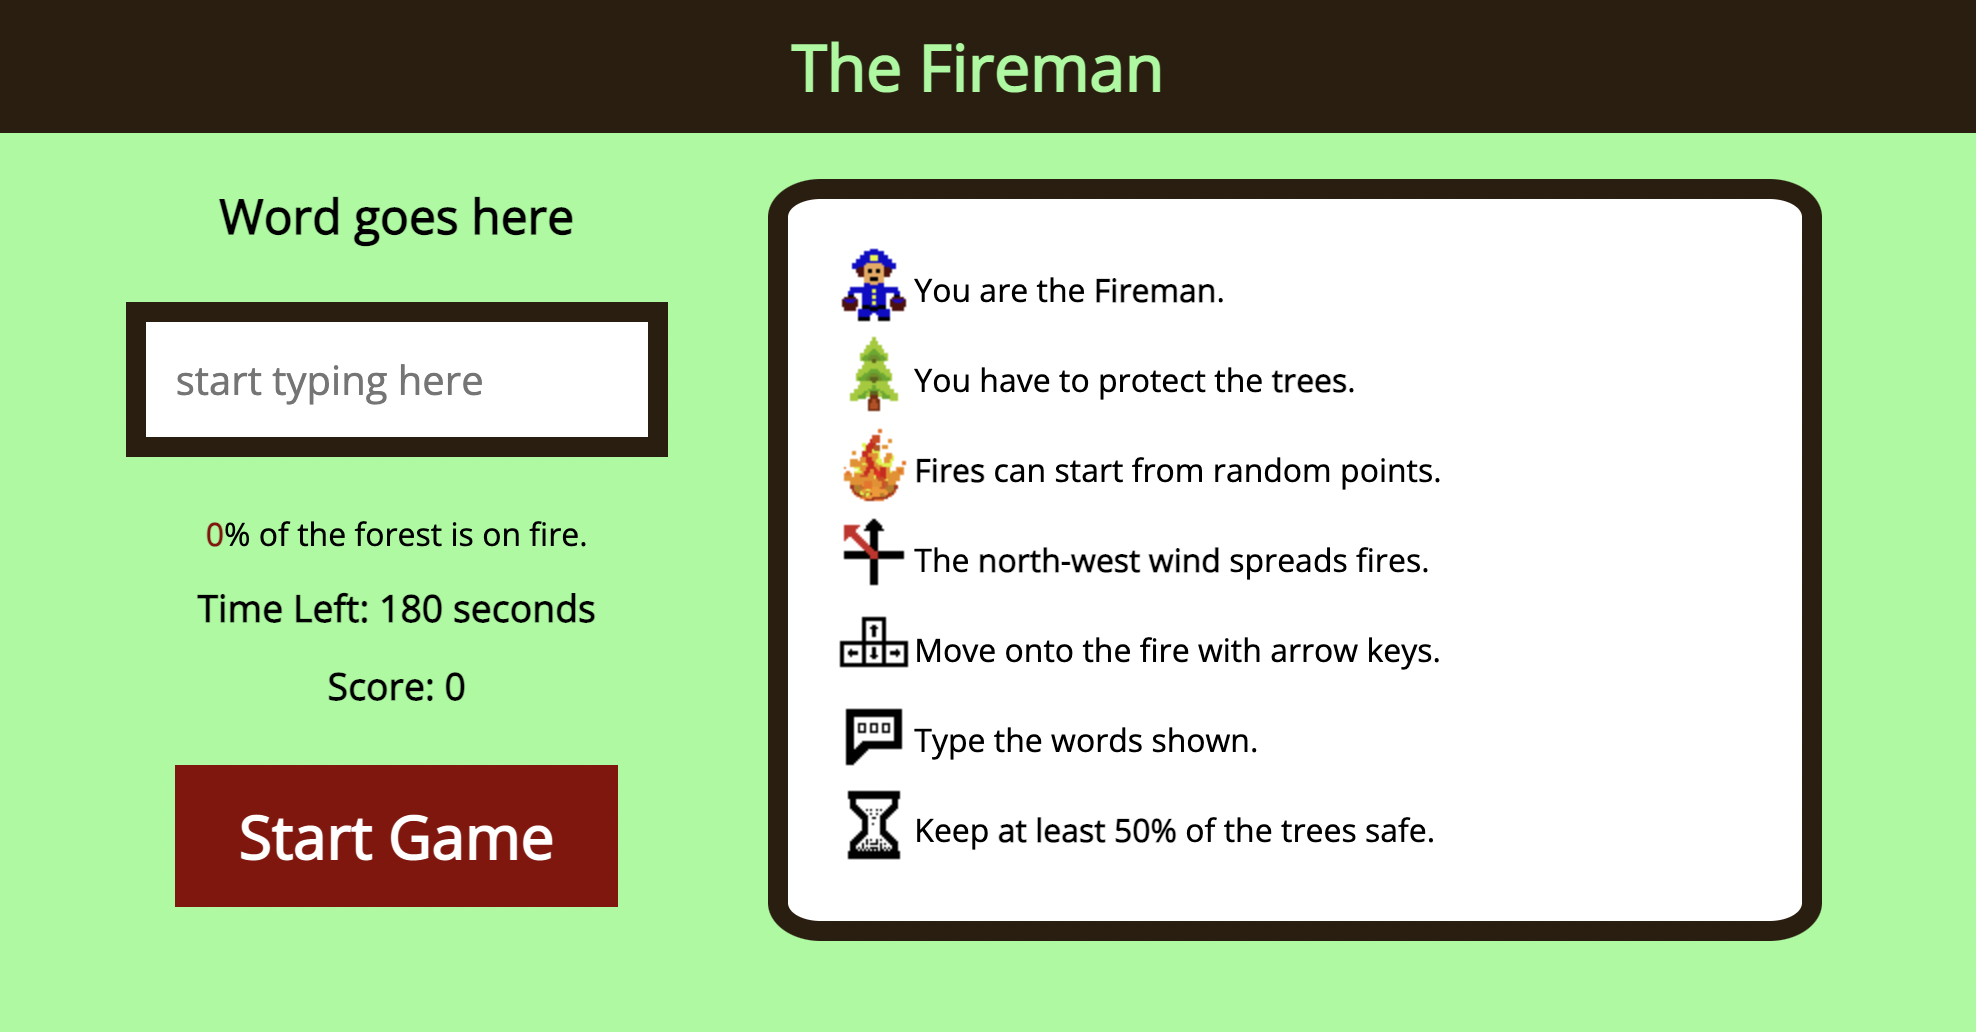 The Fireman
Word goes here
start typing here
0% of the forest is on fire.
Time Left: 180 seconds
Score: 0
Start Game
You are the Fireman.
You have to protect the trees.
Fires can start from random points.
The north-west wind spreads fires.
Move onto the fire with arrow keys.
Type the words shown.
Keep at least 50% of the trees safe.